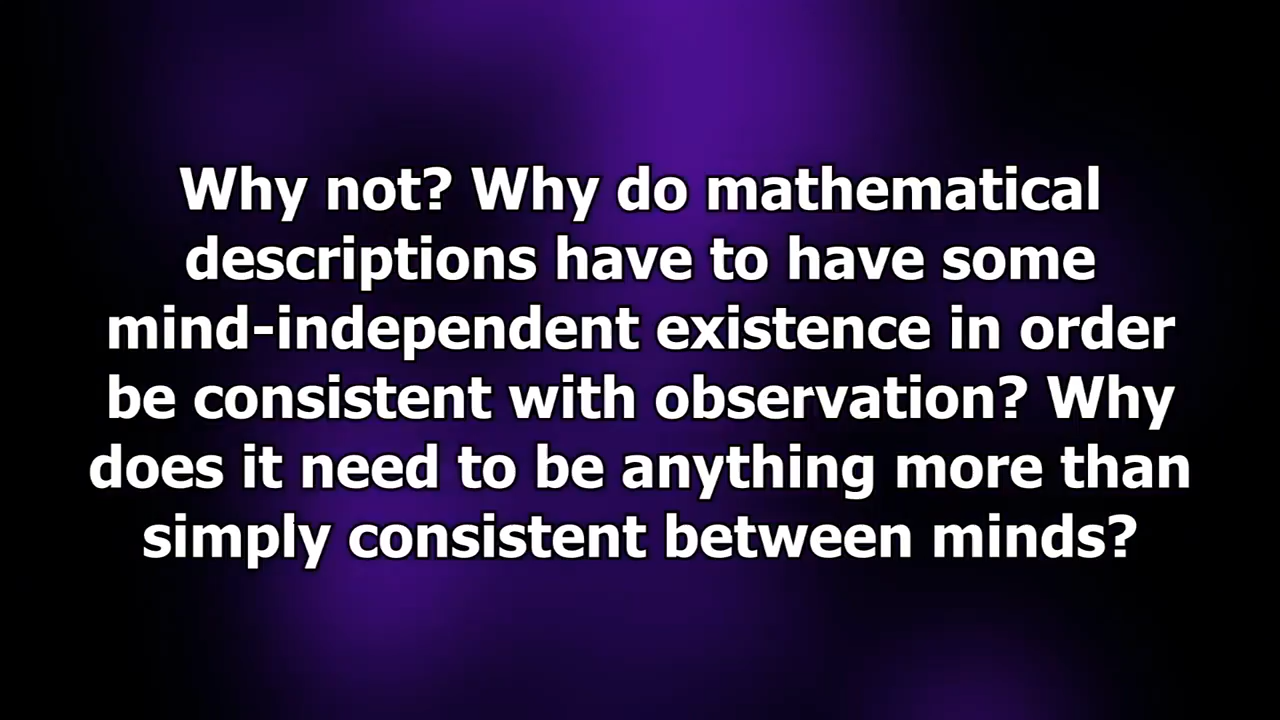 Why not? Why do mathematical
descriptions have to have some
mind-independent existence in order
be consistent with observation? Why
does it need to be anything more than
simply consistent between minds?